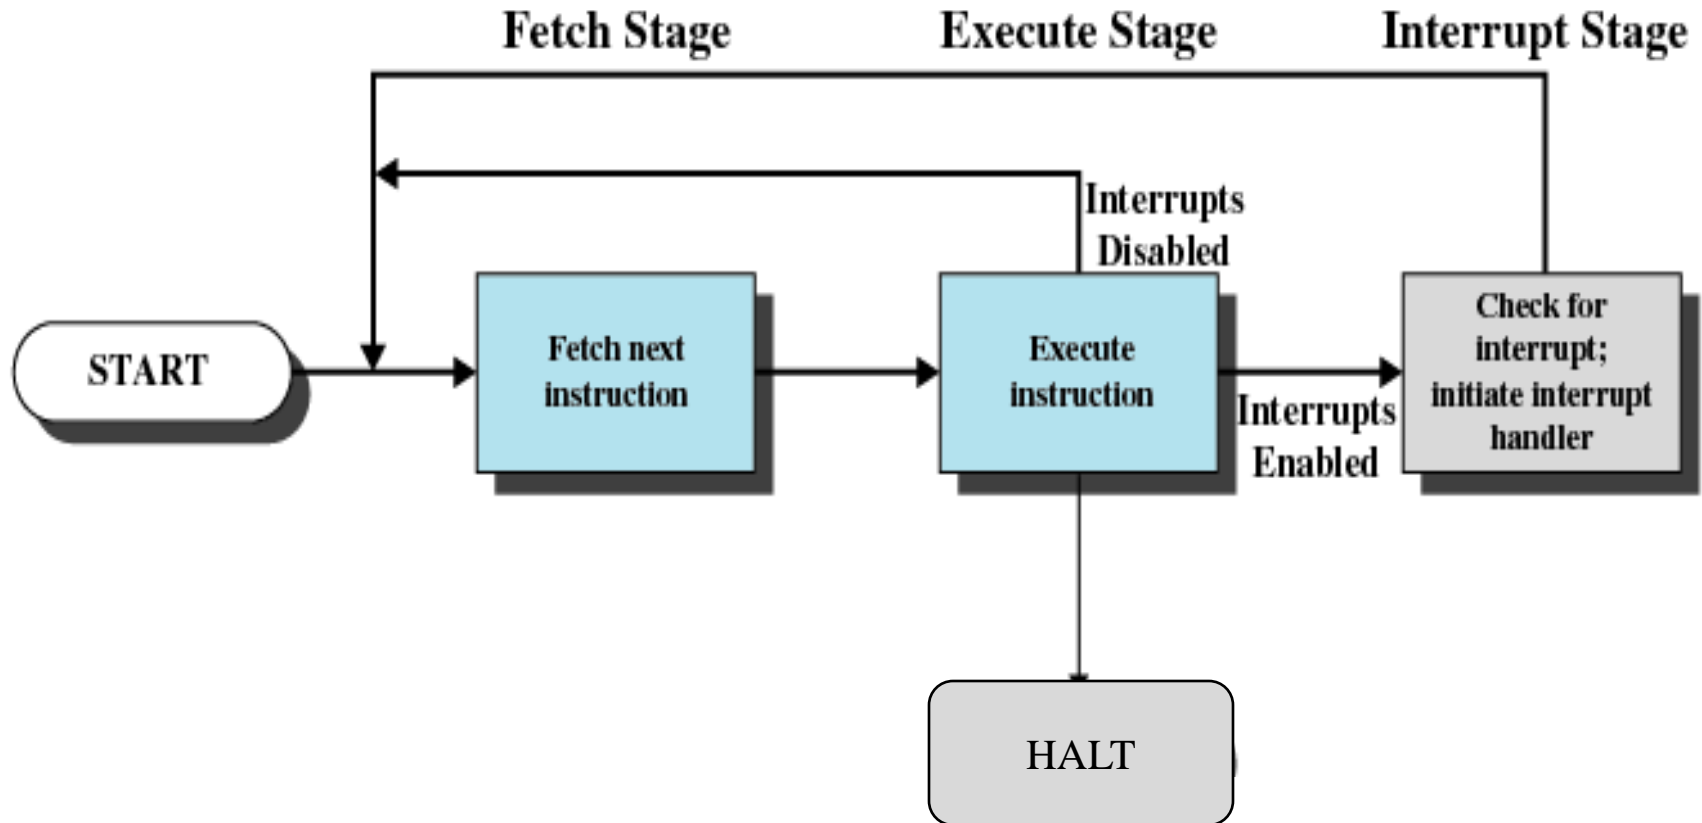 Fetch Stage
Execute Stage
Interrupt Stage
Interrupts
Disabled
START
Fetch next
instruction
Execute
instruction
Interrupts
Enabled
Check for
interrupt;
initiate interrupt
handler
HALT